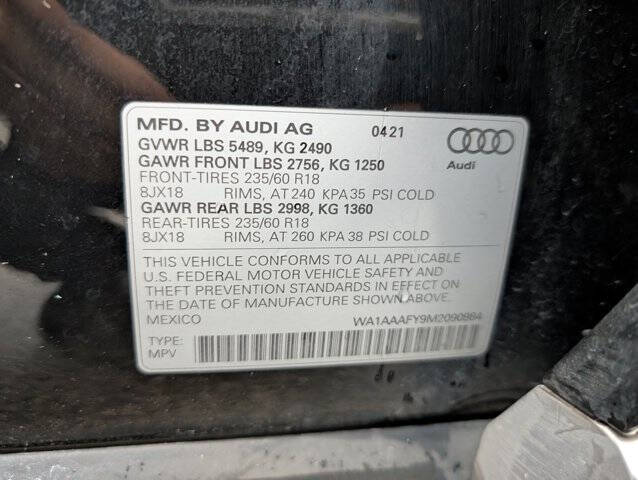 MFD. BY AUDI AG 04 21
GVWR LBS 5489, KG 2490
GAWR FRONT LBS 2756, KG 1250
FRONT-TIRES 235/60 R18
8JX18 RIMS, AT 240 KPA 35 PSI COLD
GAWR REAR LBS 2998, KG 1360
REAR-TIRES 235/60 R18
8JX18 RIMS, AT 260 KPA 38 PSI COLD
Audi
THIS VEHICLE CONFORMS TO ALL APPLICABLE
U.S. FEDERAL MOTOR VEHICLE SAFETY AND
THEFT PREVENTION STANDARDS IN EFFECT ON
THE DATE OF MANUFACTURE SHOWN ABOVE.
MEXICO WA1AAAFY9M2090984
TYPE:
MPV